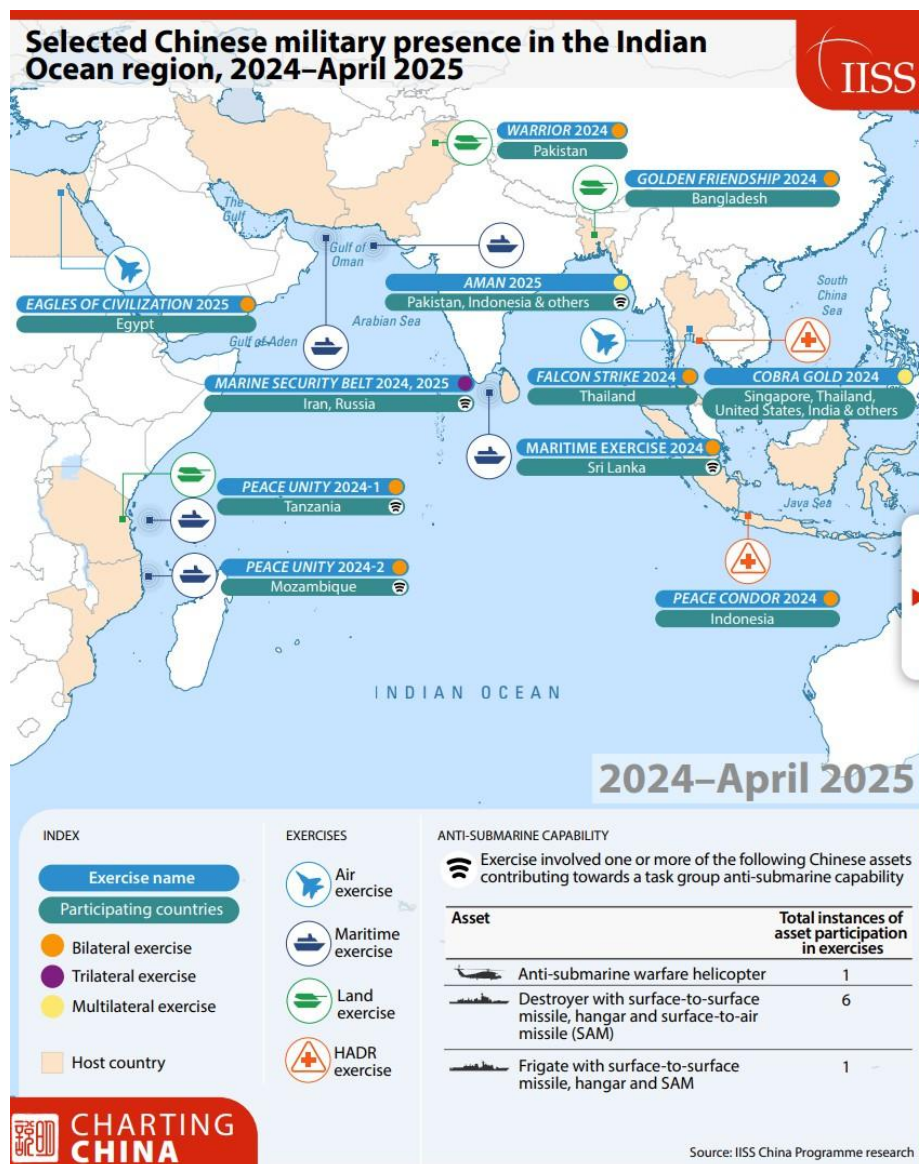 Selected Chinese military presence in the Indian
Ocean region, 2024–April 2025
IISS
WARRIOR 2024
Pakistan
GOLDEN FRIENDSHIP 2024
Bangladesh
The
Gulf
Gulf of
Oman
AMAN 2025
Pakistan, Indonesia & others
South
China
Sea
EAGLES OF CIVILIZATION 2025
Egypt
Arabian Sea
Gulf of Aden
MARINE SECURITY BELT 2024, 2025
Iran, Russia
FALCON STRIKE 2024
Thailand
COBRA GOLD 2024
Singapore, Thailand,
United States, India & others
MARITIME EXERCISE 2024
Sri Lanka
PEACE UNITY 2024-1
Tanzania
Java Sea
PEACE UNITY 2024-2
Mozambique
PEACE CONDOR 2024
Indonesia
INDIAN OCEAN
2024–April 2025
INDEX
Exercise name
Participating countries
Bilateral exercise
Trilateral exercise
Multilateral exercise
Host country
EXERCISES
Air
exercise
Maritime
exercise
Land
exercise
HADR
exercise
ANTI-SUBMARINE CAPABILITY
Exercise involved one or more of the following Chinese assets
contributing towards a task group anti-submarine capability
Asset
Total instances of
asset participation
in exercises
Anti-submarine warfare helicopter 1
Destroyer with surface-to-surface 6
missile, hangar and surface-to-air
missile (SAM)
Frigate with surface-to-surface 1
missile, hangar and SAM
CHARTING
CHINA
Source: IISS China Programme research